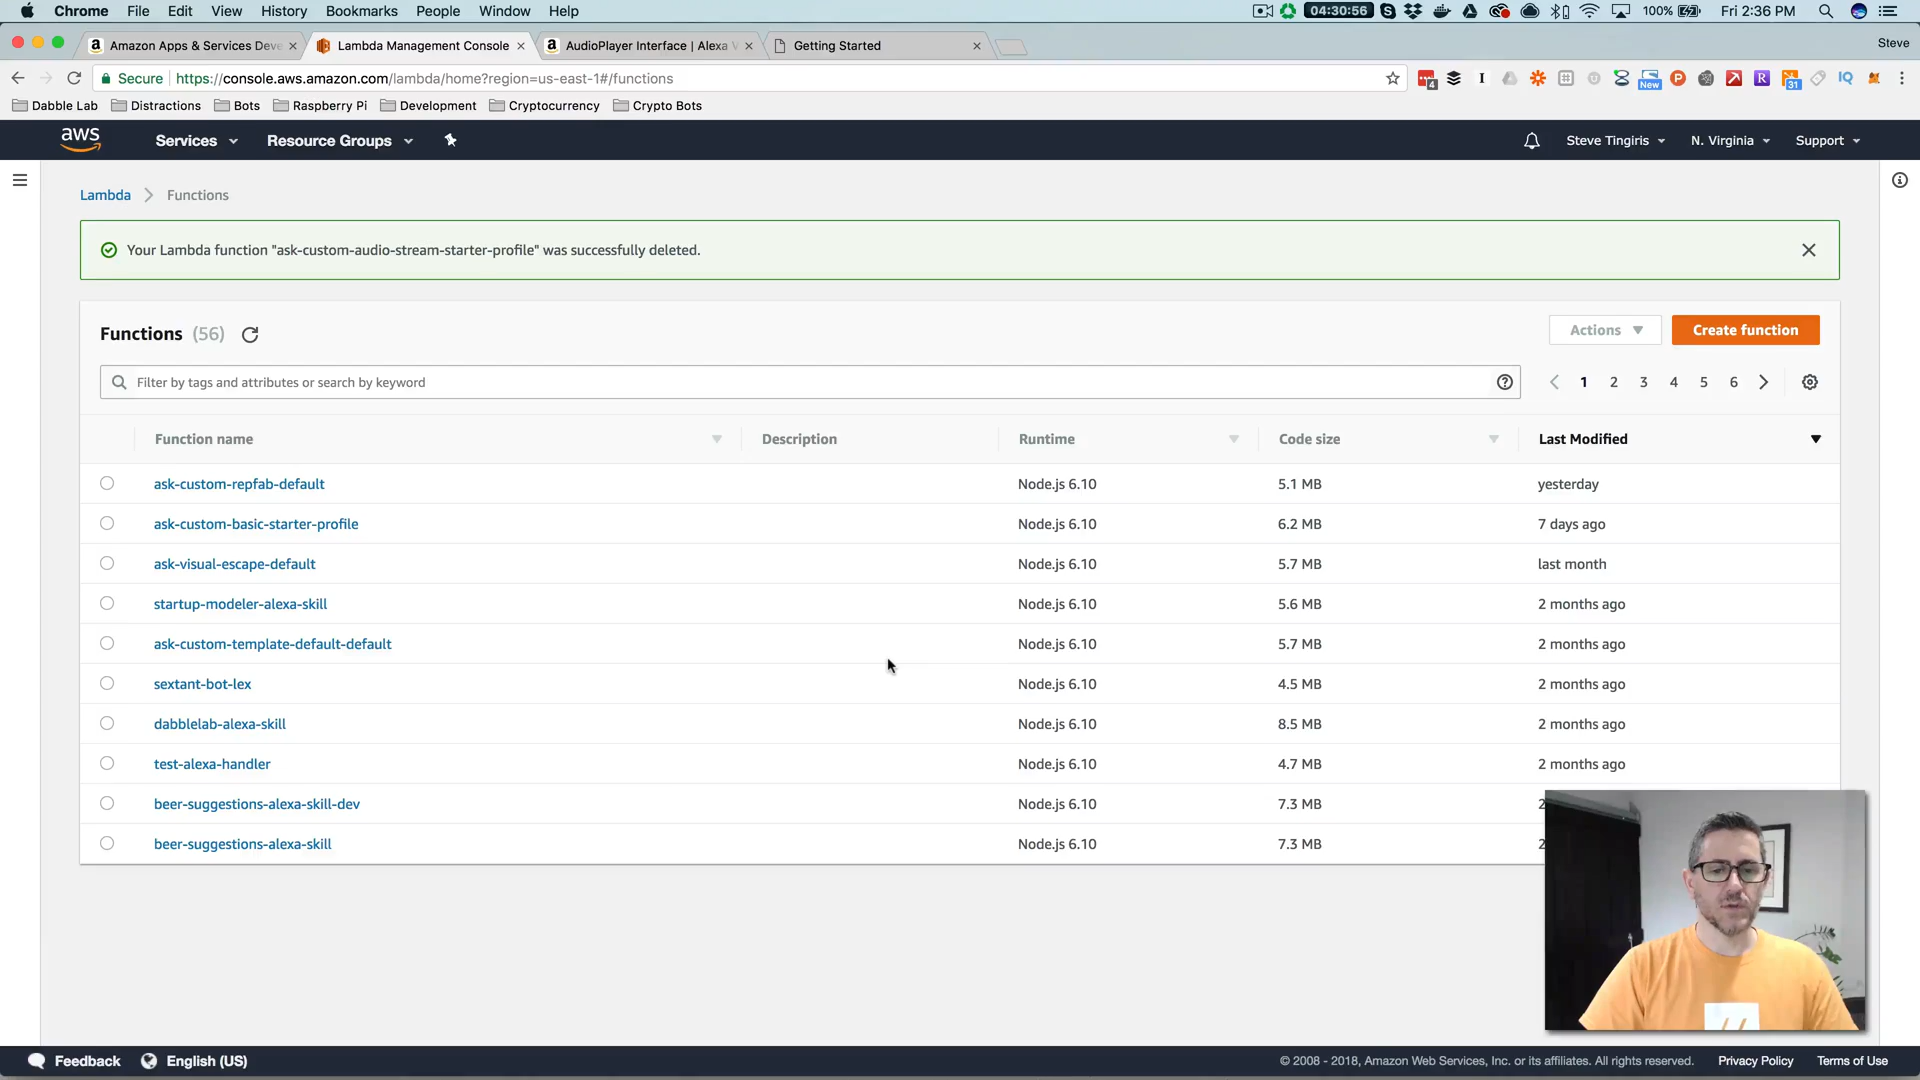 Chrome File Edit View History Bookmarks People Window Help 04:30:56 100% Fri 2:36 PM
Amazon Apps & Services Deve Lambda Management Console AudioPlayer Interface | Alexa V Getting Started Steve
Secure https://console.aws.amazon.com/lambda/home?region=us-east-1#/functions
Dabble Lab Distractions Bots Raspberry Pi Development Cryptocurrency Crypto Bots
aws Services Resource Groups Steve Tingiris N. Virginia Support
Lambda Functions
Your Lambda function "ask-custom-audio-stream-starter-profile" was successfully deleted.
Functions (56) Actions Create function
Filter by tags and attributes or search by keyword 1 2 3 4 5 6
Function name Description Runtime Code size Last Modified
ask-custom-repfab-default Node.js 6.10 5.1 MB yesterday
ask-custom-basic-starter-profile Node.js 6.10 6.2 MB 7 days ago
ask-visual-escape-default Node.js 6.10 5.7 MB last month
startup-modeler-alexa-skill Node.js 6.10 5.6 MB 2 months ago
ask-custom-template-default-default Node.js 6.10 5.7 MB 2 months ago
sextant-bot-lex Node.js 6.10 4.5 MB 2 months ago
dabblelab-alexa-skill Node.js 6.10 8.5 MB 2 months ago
test-alexa-handler Node.js 6.10 4.7 MB 2 months ago
beer-suggestions-alexa-skill-dev Node.js 6.10 7.3 MB 2
beer-suggestions-alexa-skill Node.js 6.10 7.3 MB 2
Feedback English (US) © 2008 - 2018, Amazon Web Services, Inc. or its affiliates. All rights reserved. Privacy Policy Terms of Use